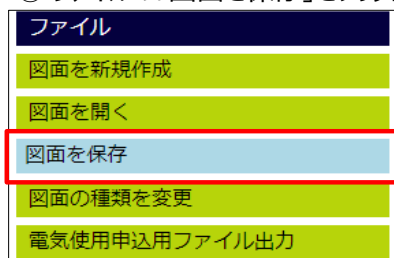 ファイル
図面を新規作成
図面を開く
図面を保存
図面の種類を変更
電気使用申込用ファイル出力